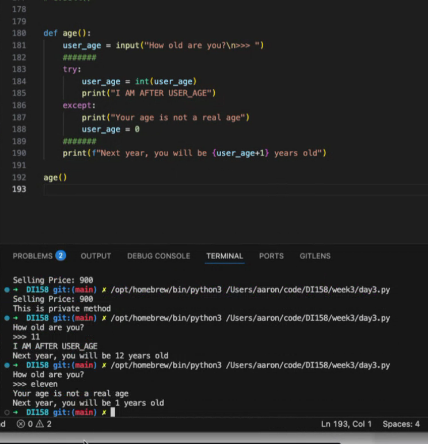 178
179
180 def age():
181 user_age = input("How old are you?\n>>> ")
182 #######
183 try:
184 user_age = int(user_age)
185 print("I AM AFTER USER_AGE")
186 except:
187 print("Your age is not a real age")
188 user_age = 0
189 #######
190 print(f"Next year, you will be {user_age+1} years old")
191
192 age()
193
PROBLEMS 2 OUTPUT DEBUG CONSOLE TERMINAL PORTS GITLENS
Selling Price: 900
➜ DI158 git:(main) ✗ /opt/homebrew/bin/python3 /Users/aaron/code/DI158/week3/day3.py
Selling Price: 900
This is private method
➜ DI158 git:(main) ✗ /opt/homebrew/bin/python3 /Users/aaron/code/DI158/week3/day3.py
How old are you?
>>> 11
I AM AFTER USER_AGE
Next year, you will be 12 years old
➜ DI158 git:(main) ✗ /opt/homebrew/bin/python3 /Users/aaron/code/DI158/week3/day3.py
How old are you?
>>> eleven
Your age is not a real age
Next year, you will be 1 years old
➜ DI158 git:(main) ✗
0 2 Ln 193, Col 1 Spaces: 4